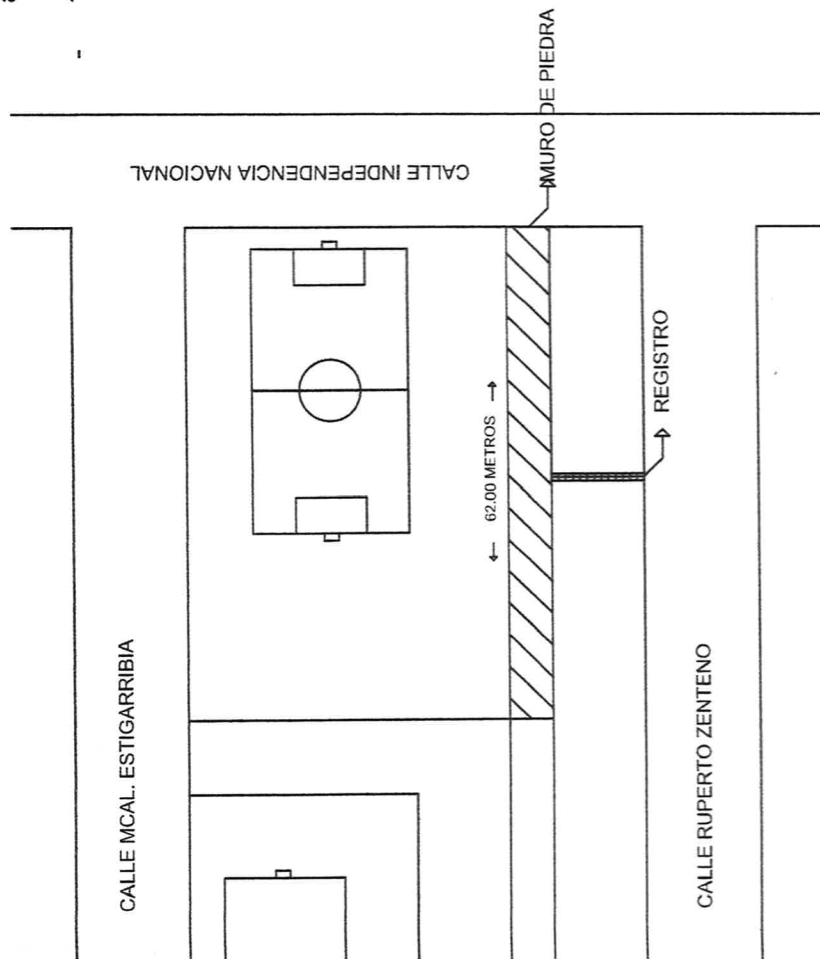 MURO DE PIEDRA
CALLE INDEPENDENCIA NACIONAL
REGISTRO
62.00 METROS
CALLE MCAL. ESTIGARRIBIA
CALLE RUPERTO ZENTENO